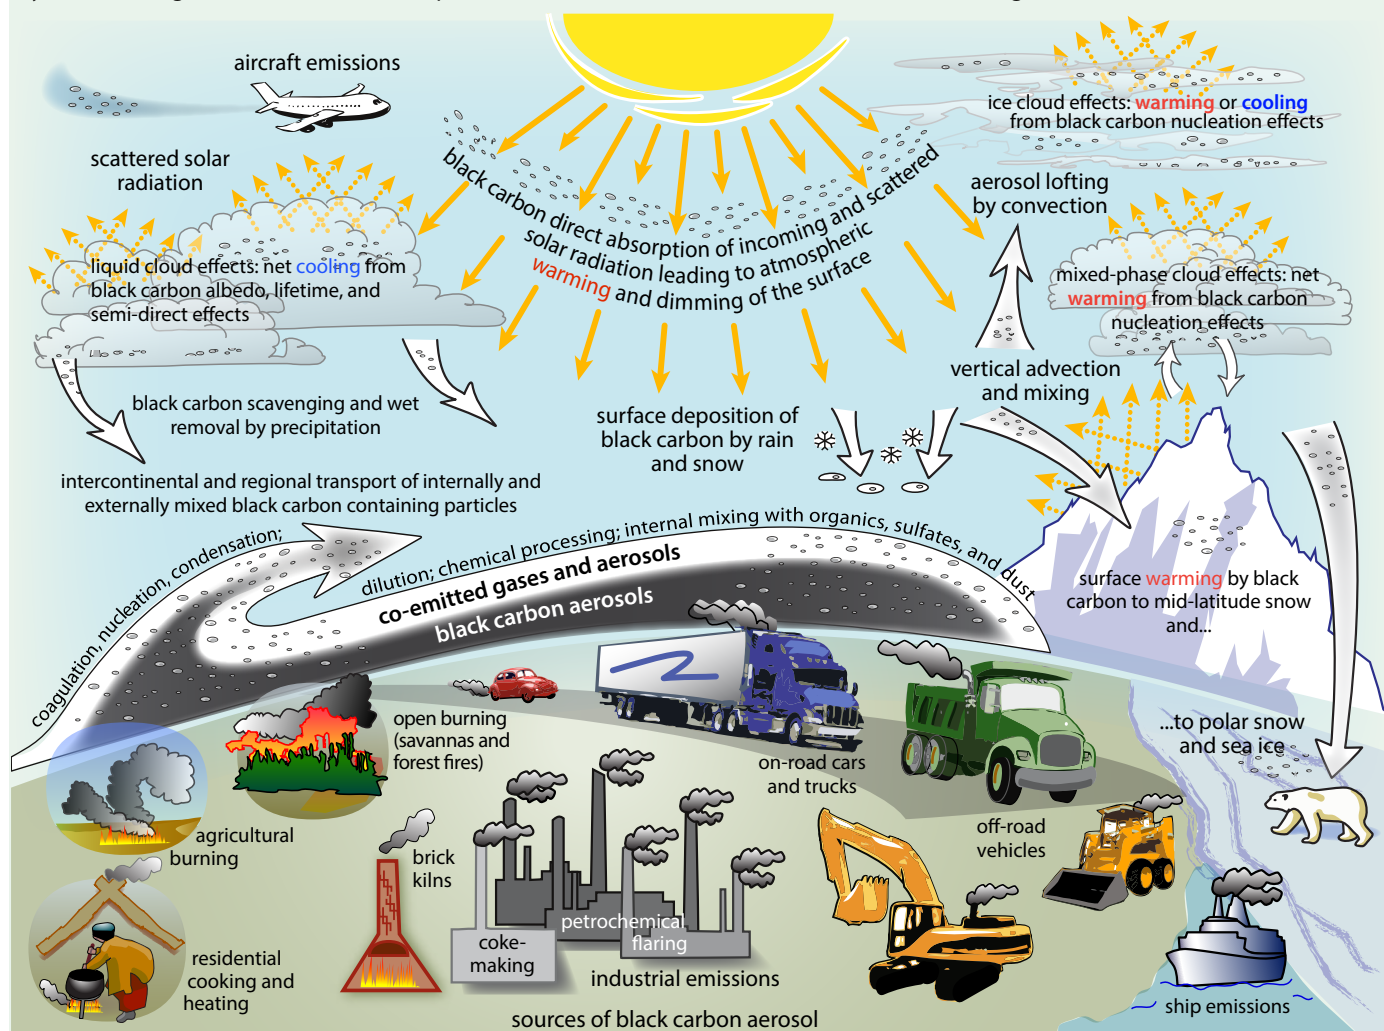 aircraft emissions
ice cloud effects: warming or cooling
from black carbon nucleation effects
scattered solar
radiation
black carbon direct absorption of incoming and scattered
solar radiation leading to atmospheric
warming and dimming of the surface
aerosol lofting
by convection
liquid cloud effects: net cooling from
black carbon albedo, lifetime, and
semi-direct effects
mixed-phase cloud effects: net
warming from black carbon
nucleation effects
vertical advection
and mixing
black carbon scavenging and wet
removal by precipitation
surface deposition of
black carbon by rain
and snow
intercontinental and regional transport of internally and
externally mixed black carbon containing particles
coagulation, nucleation, condensation;
dilution; chemical processing; internal mixing with organics, sulfates, and dust
co-emitted gases and aerosols
black carbon aerosols
surface warming by black
carbon to mid-latitude snow
and...
...to polar snow
and sea ice
open burning
(savannas and
forest fires)
on-road cars
and trucks
agricultural
burning
brick
kilns
off-road
vehicles
petrochemical
flaring
coke-
making
industrial emissions
residential
cooking and
heating
ship emissions
sources of black carbon aerosol